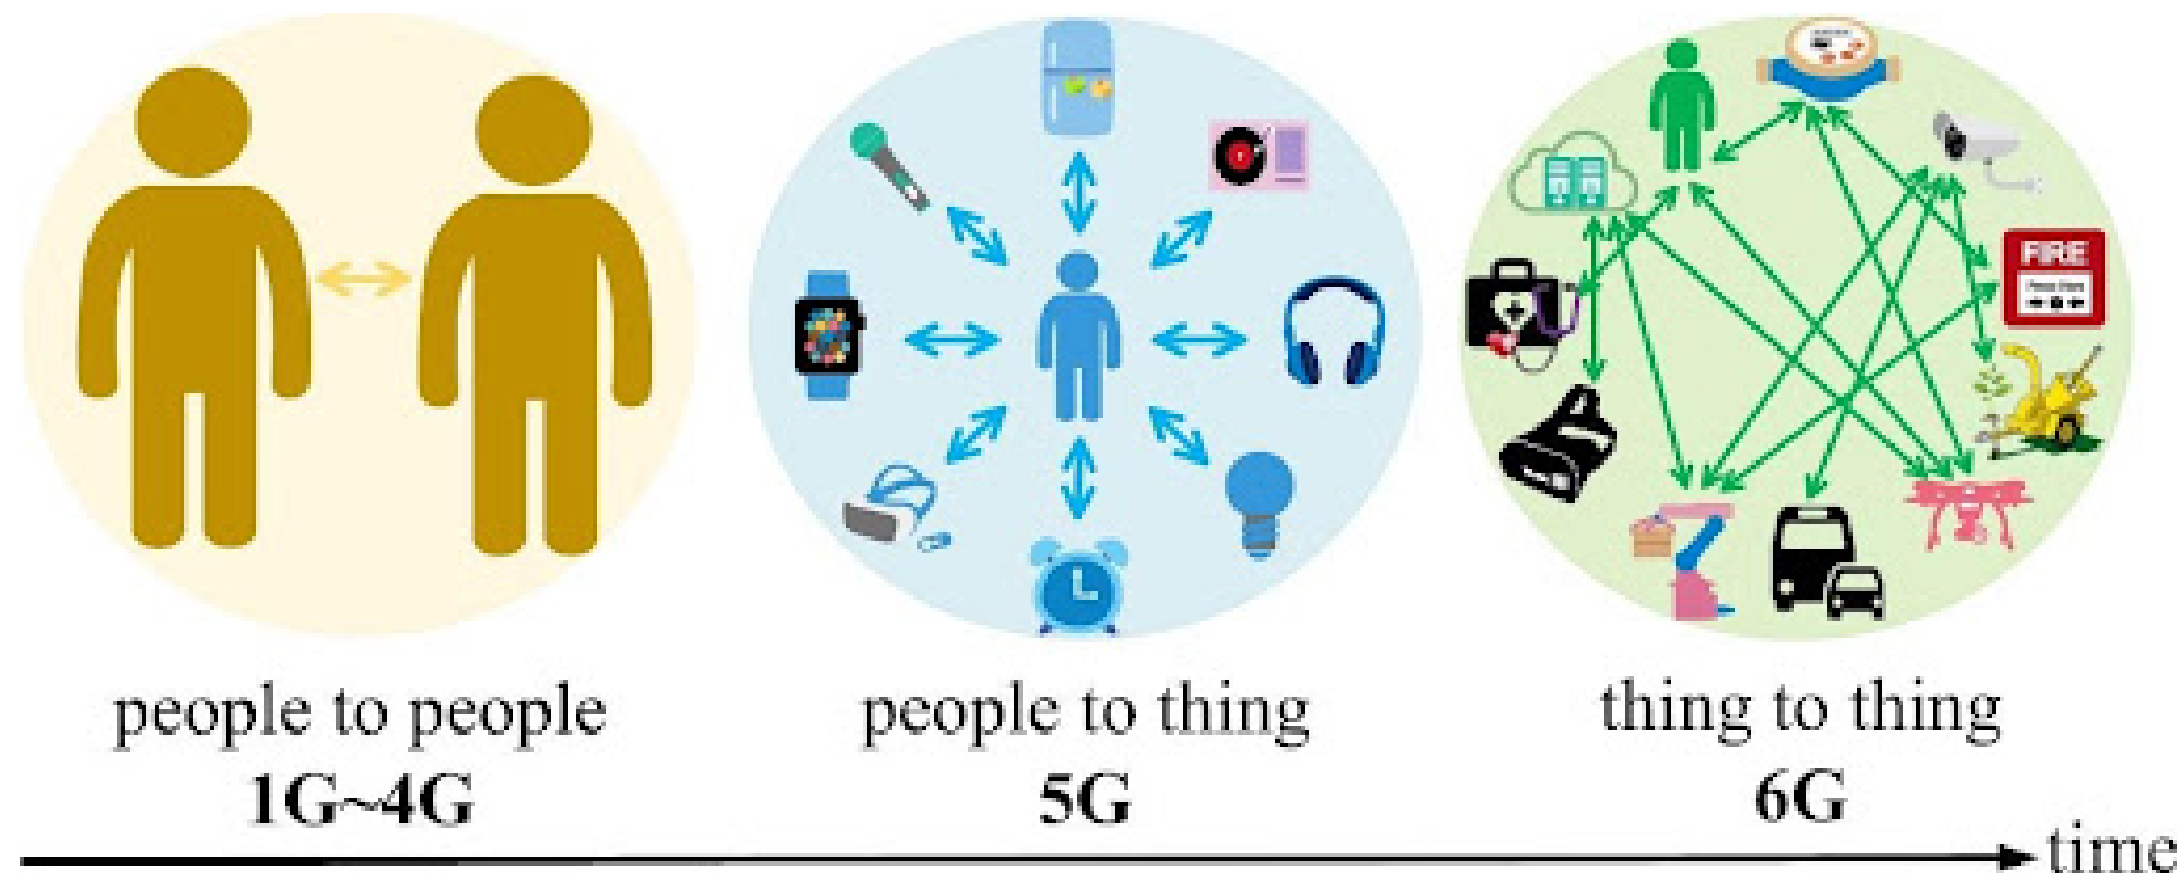 FIRE
people to people
people to thing
thing to thing
1G~4G
5G
6G
time